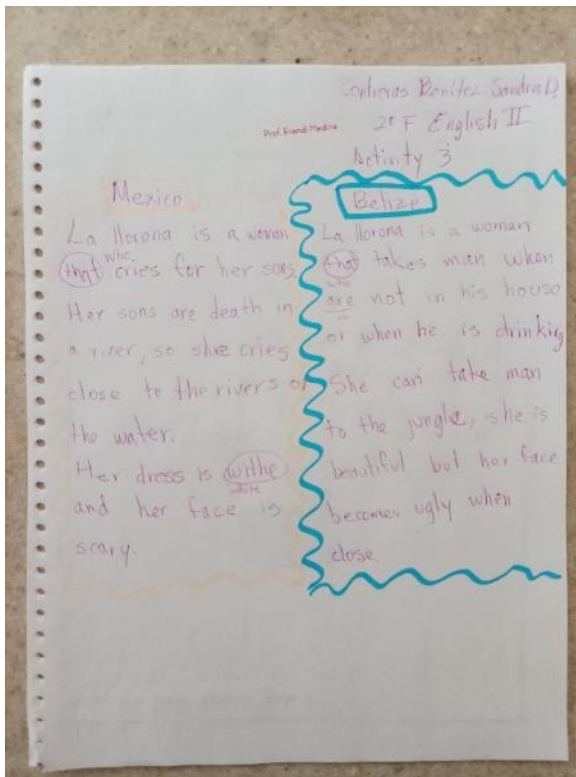 Contreras Benítez Sandra D.
Prof. Erandi Medina
2º F English II
Activity 3
Mexico
La llorona is a woman
who
that cries for her sons
Her sons are death in
a river, so she cries
close to the rivers or
the water.
Her dress is withe
white
and her face is
scary.
Belize
La llorona is a woman
that takes man when
who
are not in his house
or when he is drinking
She can take man
to the jungle, she is
beautiful but her face
becomes ugly when
close.